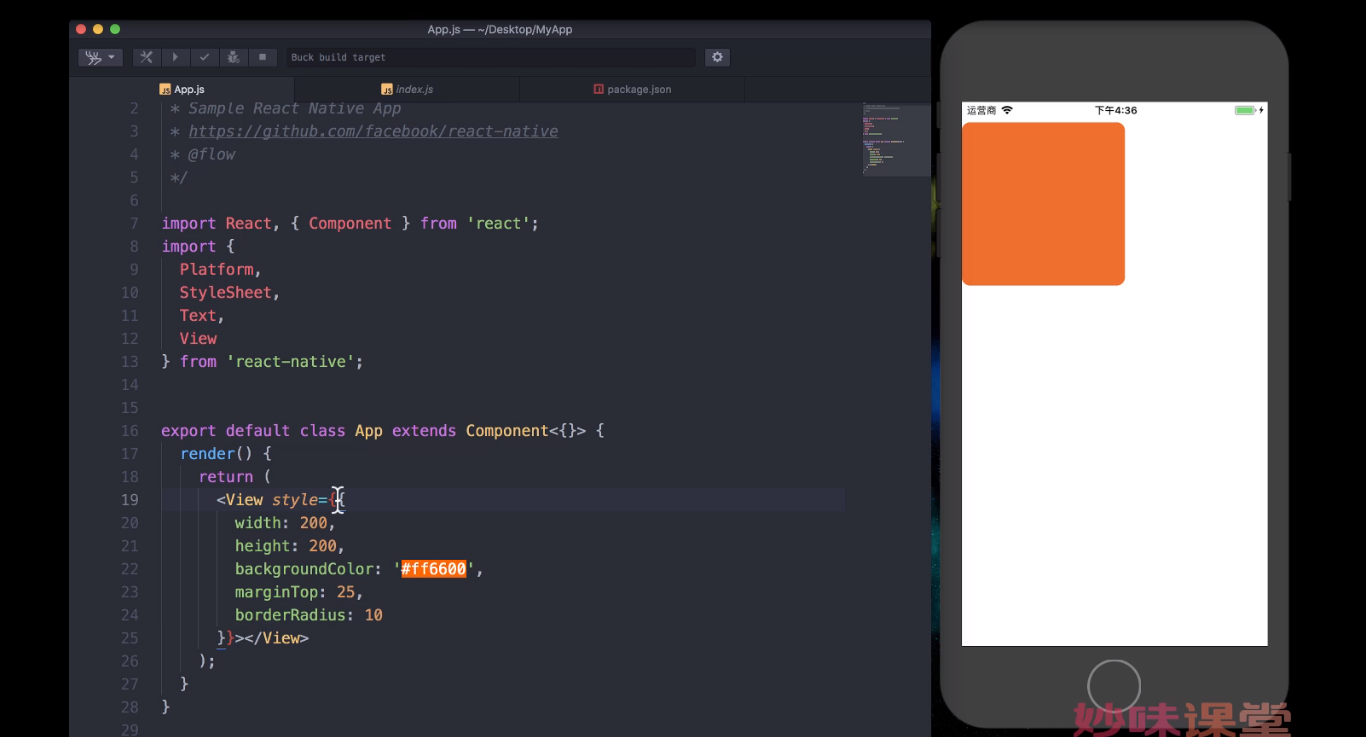 App.js — ~/Desktop/MyApp
Buck build target
App.js
index.js
package.json
2 * Sample React Native App
3 * https://github.com/facebook/react-native
4 * @flow
5 */
6
7 import React, { Component } from 'react';
8 import {
9 Platform,
10 StyleSheet,
11 Text,
12 View
13 } from 'react-native';
14
15
16 export default class App extends Component<{}> {
17 render() {
18 return (
19 <View style={{
20 width: 200,
21 height: 200,
22 backgroundColor: '#ff6600',
23 marginTop: 25,
24 borderRadius: 10
25 }}></View>
26 );
27 }
28 }
29
运营商 下午4:36
妙味课堂